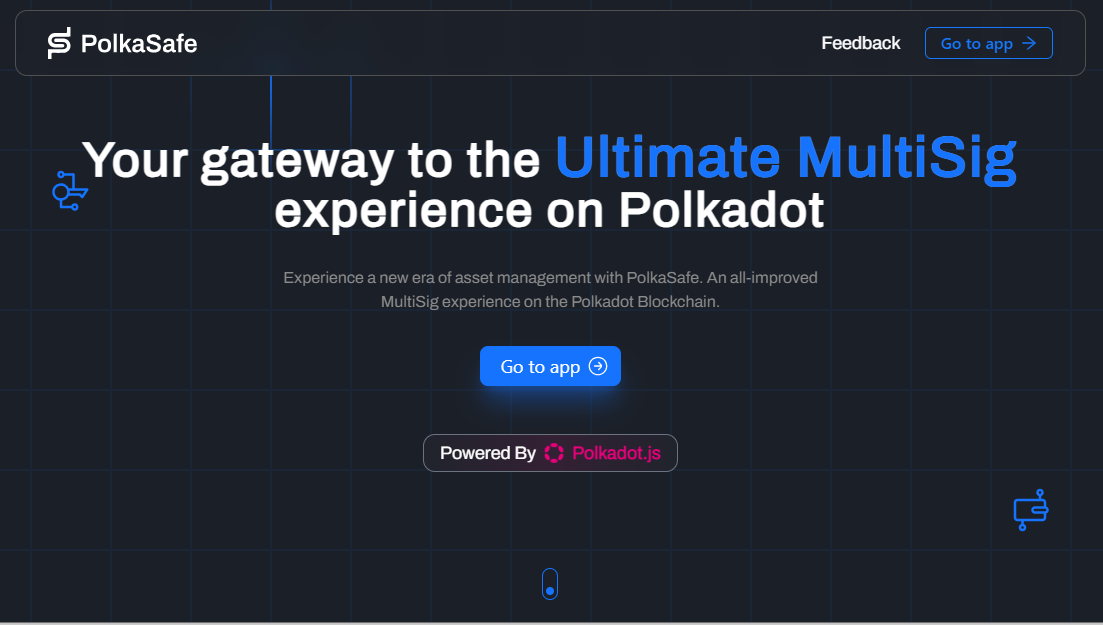 PolkaSafe
Feedback
Go to app
Your gateway to the Ultimate MultiSig
experience on Polkadot
Experience a new era of asset management with PolkaSafe. An all-improved
MultiSig experience on the Polkadot Blockchain.
Go to app
Powered By Polkadot.js